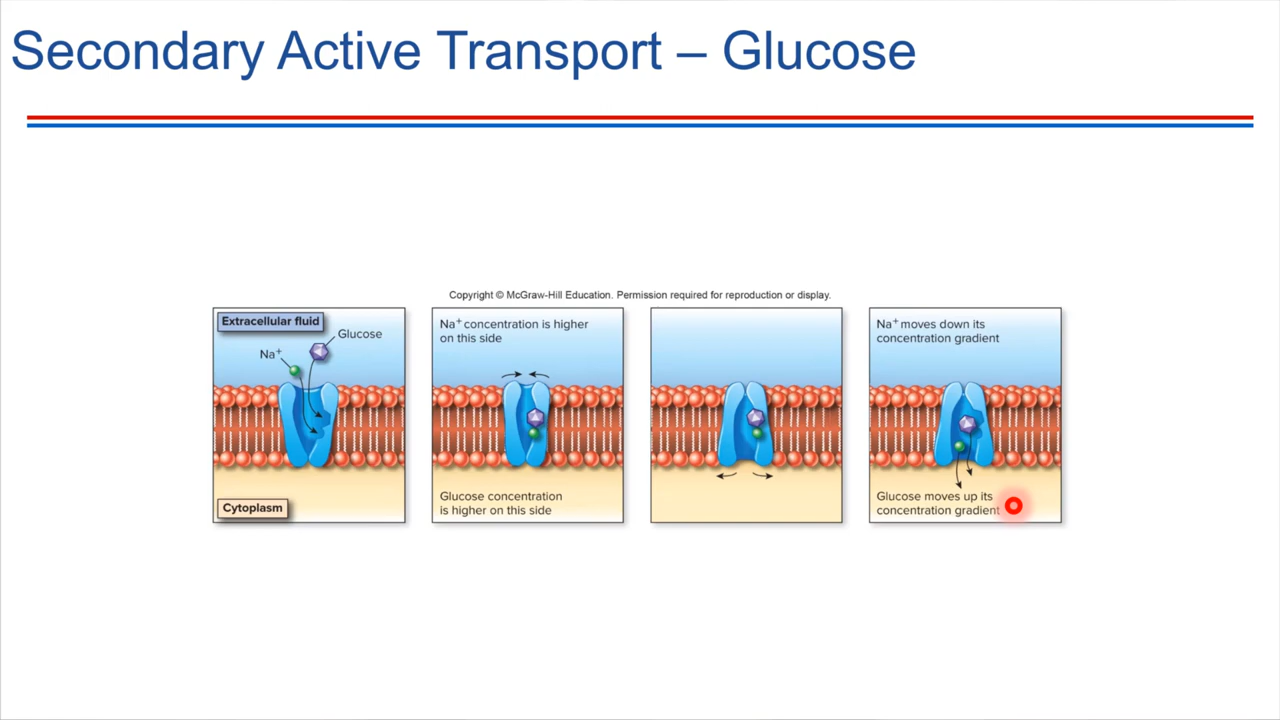 Secondary Active Transport – Glucose
Copyright © McGraw-Hill Education. Permission required for reproduction or display.
Extracellular fluid
Glucose
Na+
Cytoplasm
Na+ concentration is higher
on this side
Glucose concentration
is higher on this side
Na+ moves down its
concentration gradient
Glucose moves up its
concentration gradient